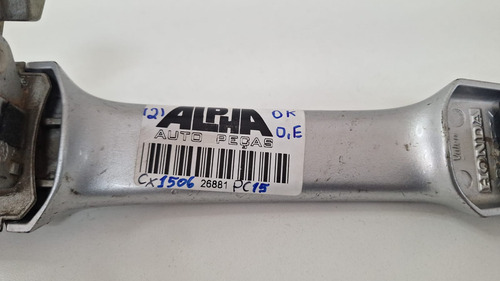 (2) ALPHA OK
AUTO PEÇAS D,E
CX1506 26881 PC15
HONDA